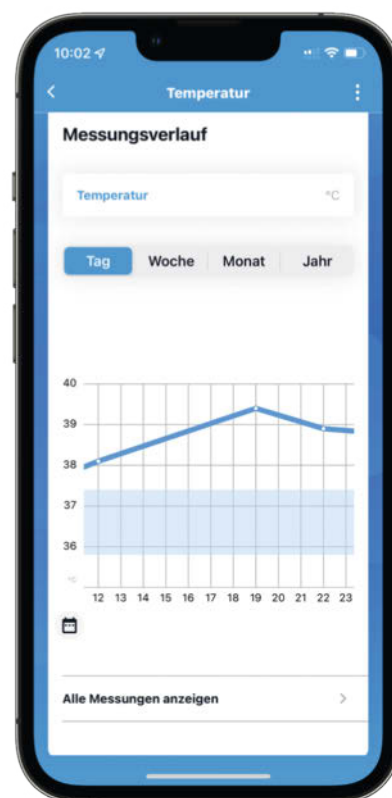 10:02
Temperatur
Messungsverlauf
Temperatur °C
Tag Woche Monat Jahr
40
39
38
37
36
°C
12 13 14 15 16 17 18 19 20 21 22 23
Alle Messungen anzeigen